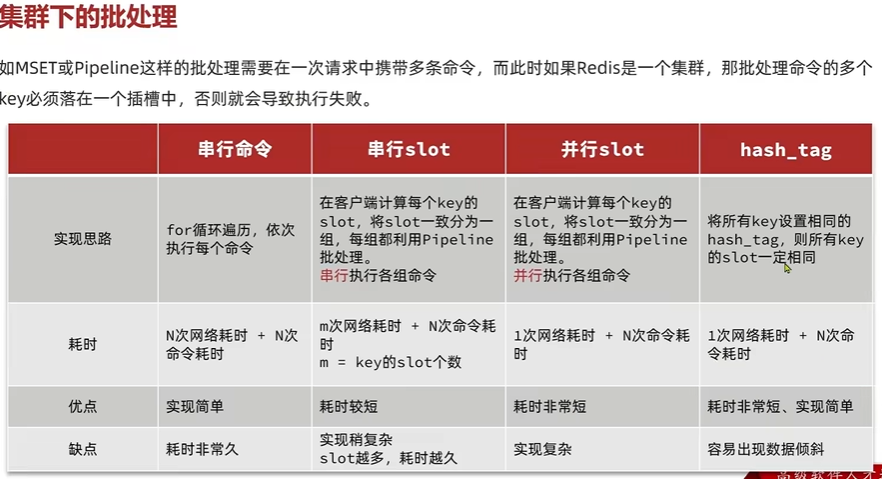 集群下的批处理
如MSET或Pipeline这样的批处理需要在一次请求中携带多条命令，而此时如果Redis是一个集群，那批处理命令的多个
key必须落在一个插槽中，否则就会导致执行失败。
串行命令 串行slot 并行slot hash_tag
实现思路
for循环遍历，依次
执行每个命令
在客户端计算每个key的
slot，将slot一致分为一
组，每组都利用Pipeline
批处理。
串行执行各组命令
在客户端计算每个key的
slot，将slot一致分为一
组，每组都利用Pipeline
批处理。
并行执行各组命令
将所有key设置相同的
hash_tag，则所有key
的slot一定相同
耗时
N次网络耗时 + N次
命令耗时
m次网络耗时 + N次命令耗
时
m = key的slot个数
1次网络耗时 + N次命令耗
时
1次网络耗时 + N次命
令耗时
优点 实现简单 耗时较短 耗时非常短 耗时非常短、实现简单
缺点
耗时非常久
实现稍复杂
slot越多，耗时越久
实现复杂
容易出现数据倾斜
高级软件人才